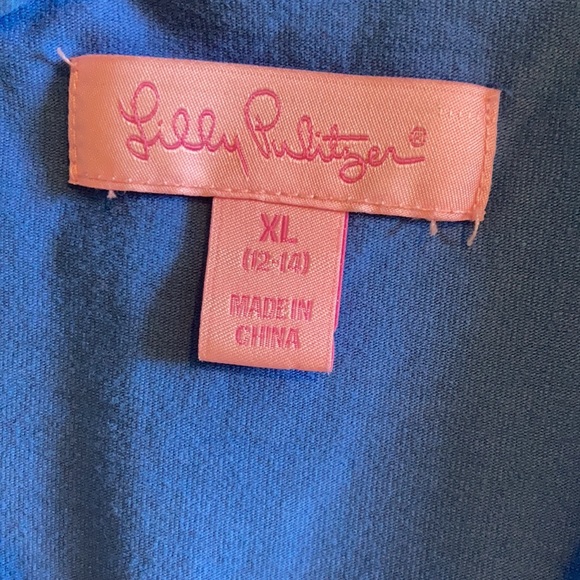 Lilly Pulitzer®
XL
(12-14)
MADE IN
CHINA